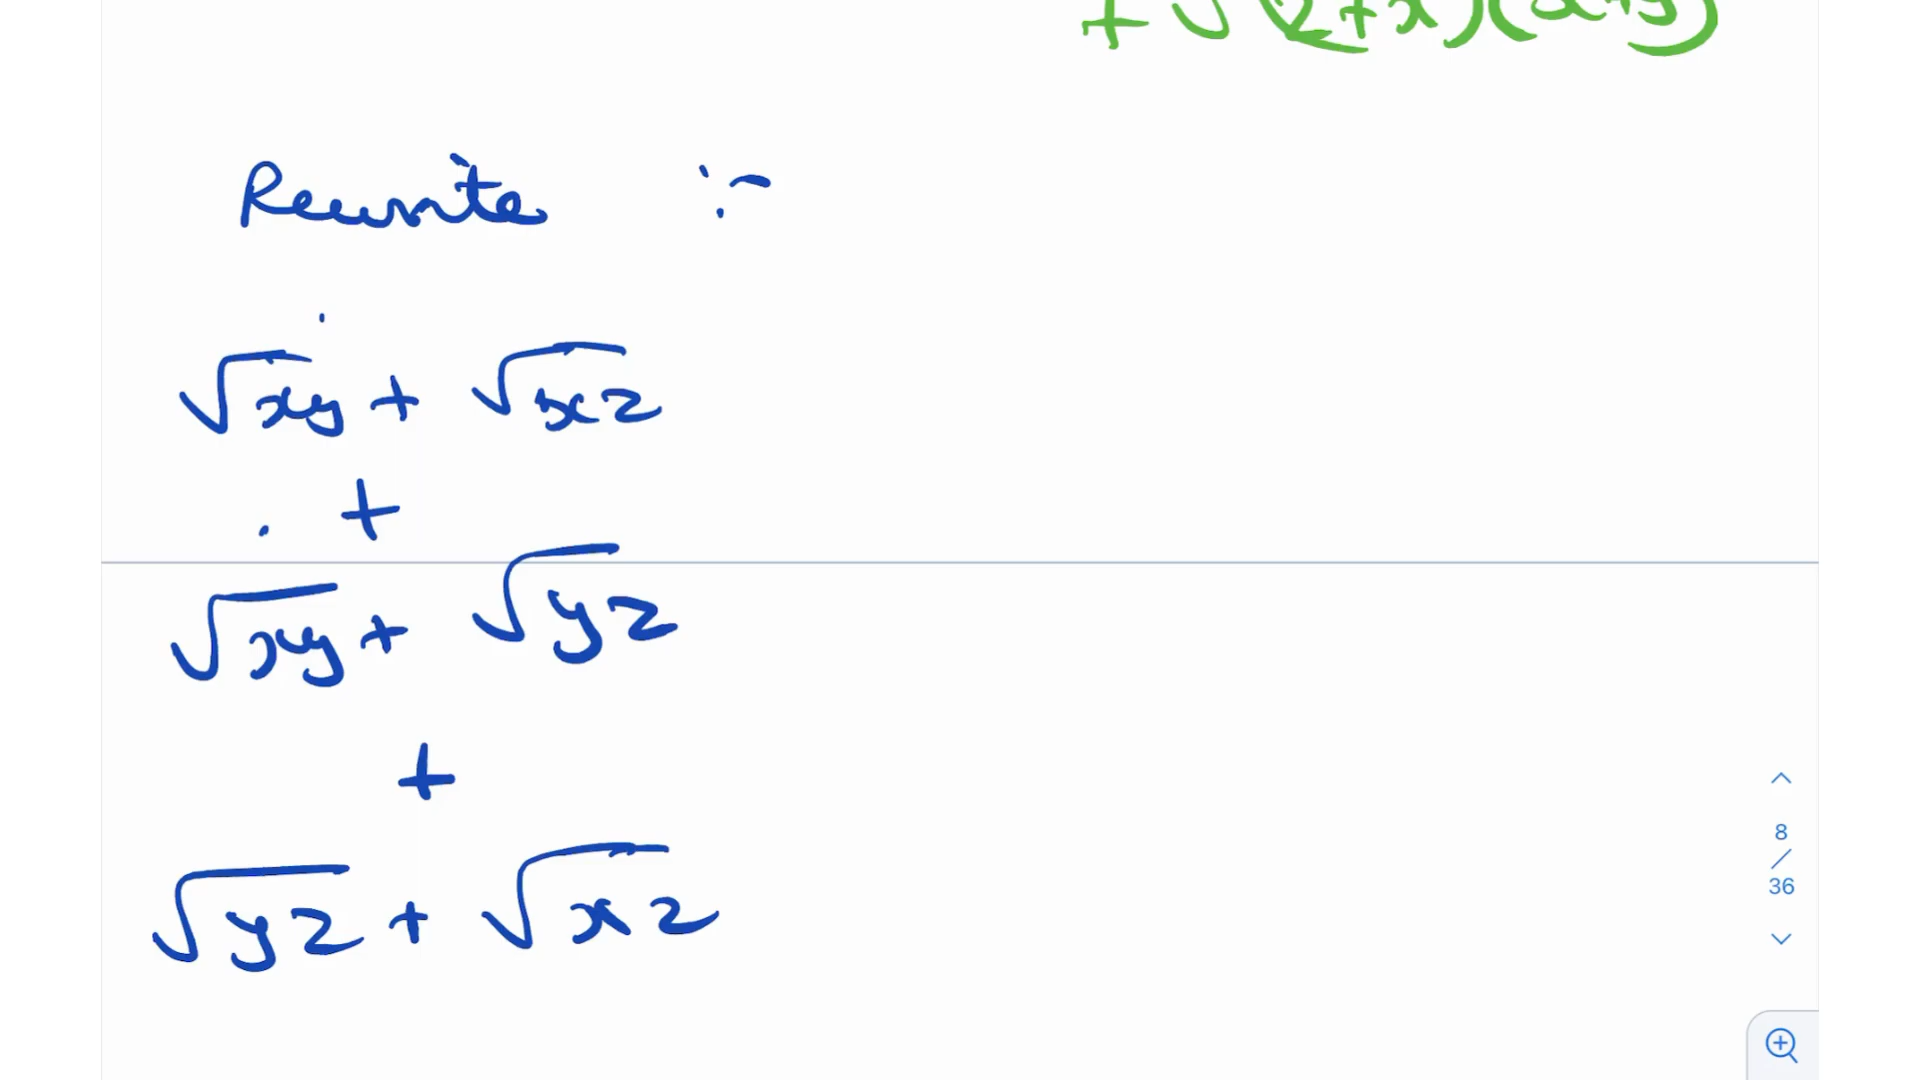 + √(z+x)(x+y)
Rewrite :-
√xy + √xz
+
√xy + √yz
+
√yz + √xz
8
/
36